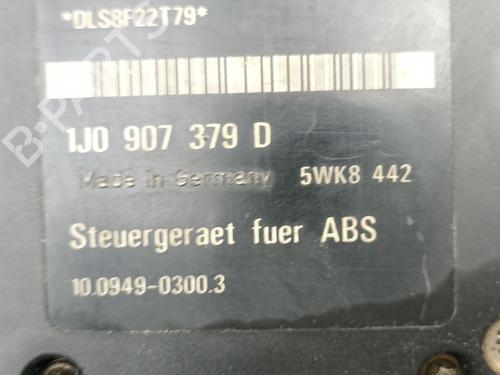 *DLS8F22T79*
1J0 907 379 D
Made in Germany 5WK8 442
Steuergeraet fuer ABS
10.0949-0300.3
B-PARTS